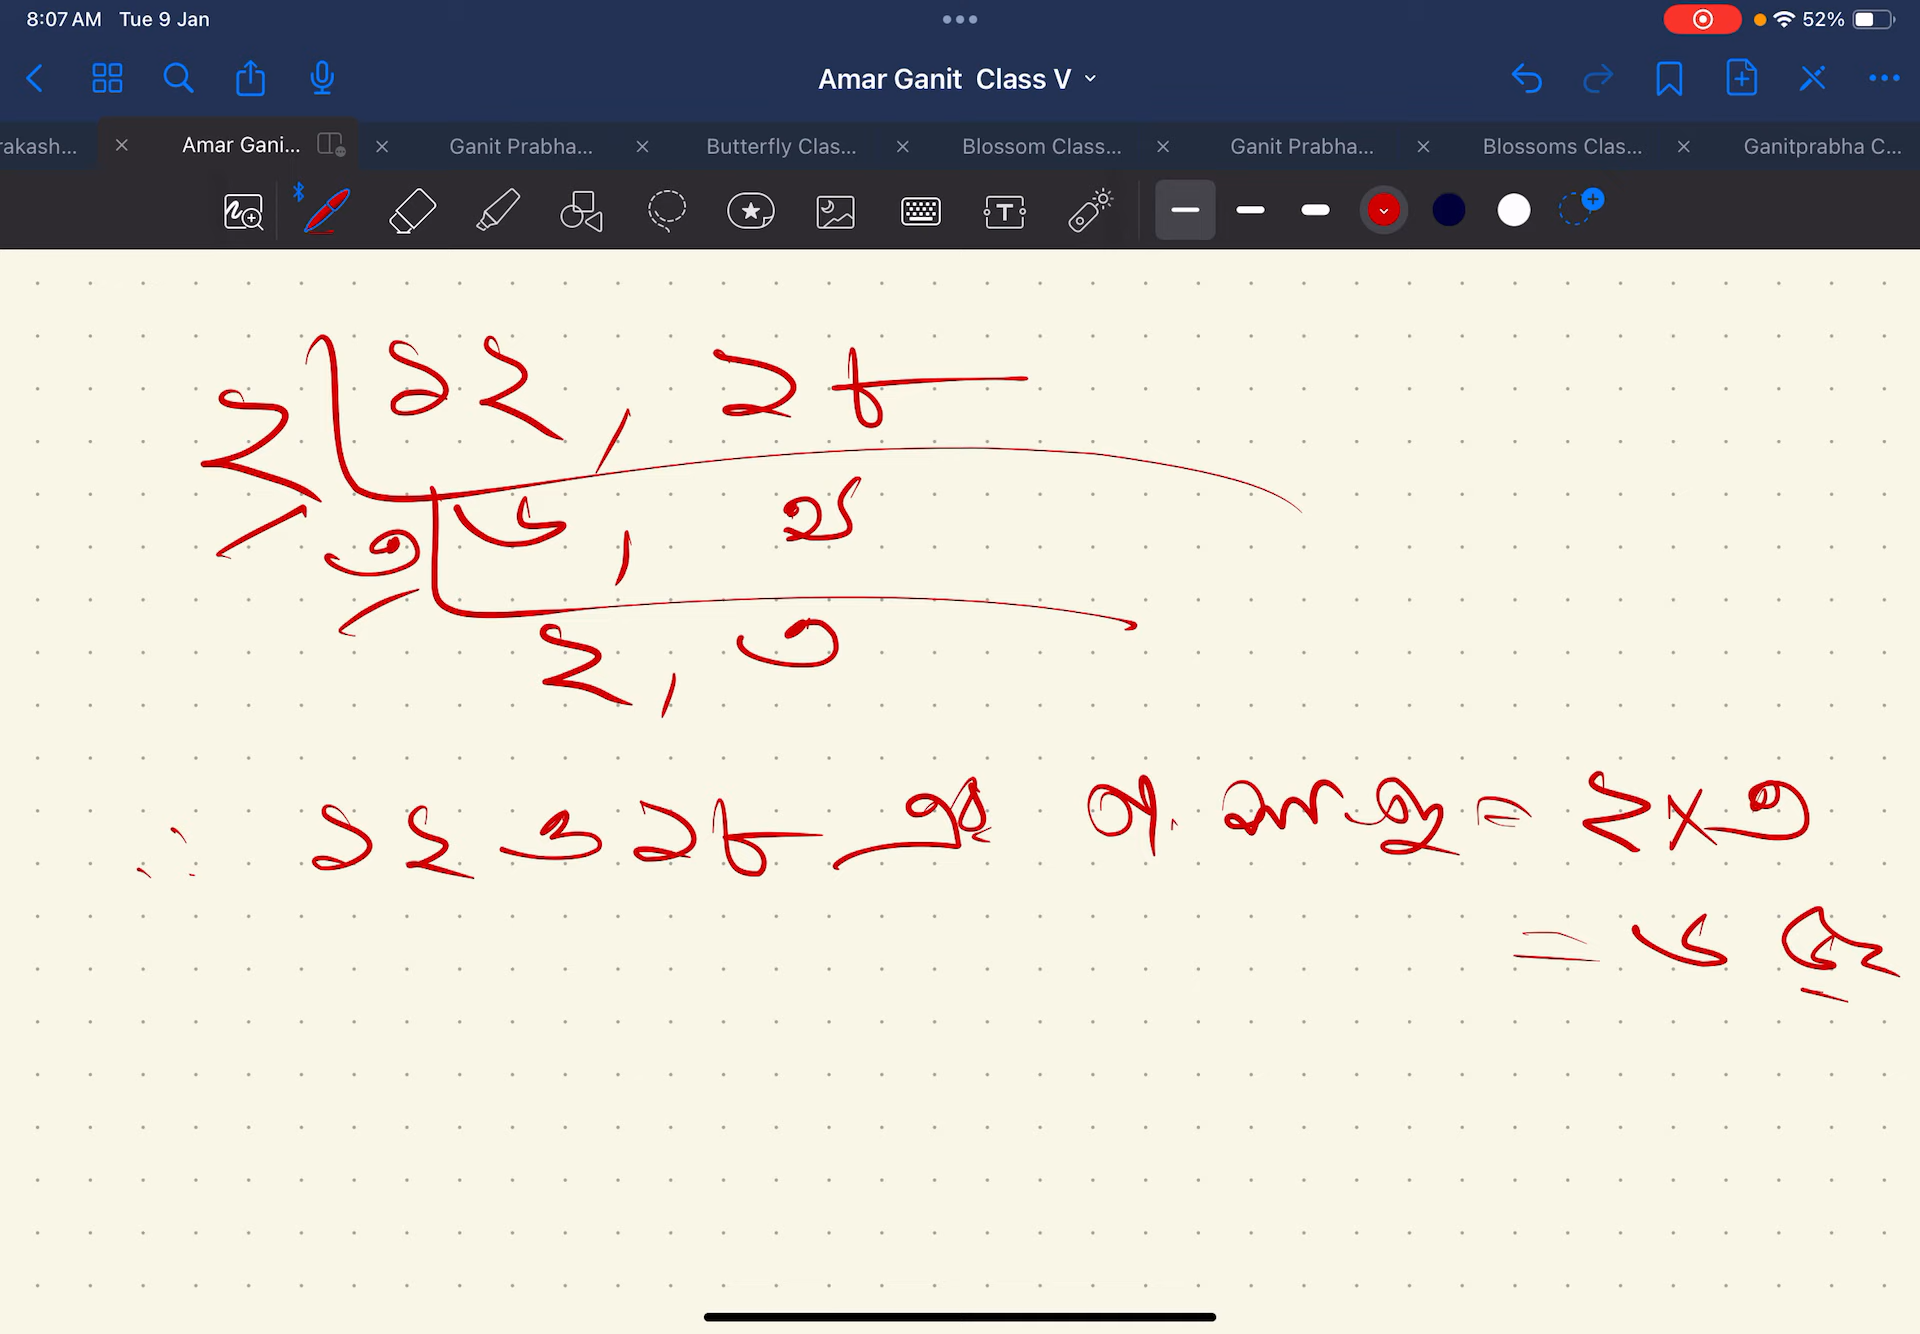 8:07 AM Tue 9 Jan
52%
Amar Ganit Class V
rakash...
Amar Gani...
Ganit Prabha...
Butterfly Clas...
Blossom Class...
Ganit Prabha...
Blossoms Clas...
Ganitprabha C...
T
২ ১২, ১৮
৩ ৬, ৯
২, ৩
∴ ১২ ও ১৮ এর গ. সা. গু = ২ × ৩
= ৬